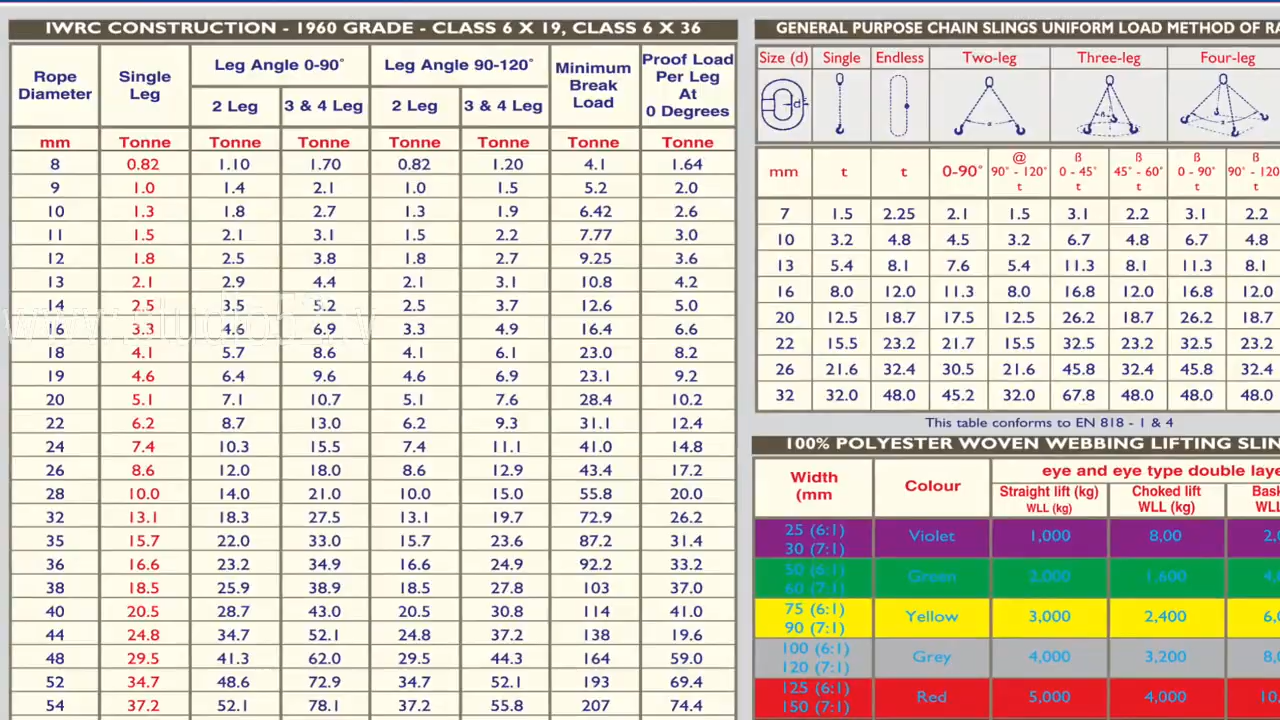 IWRC CONSTRUCTION - 1960 GRADE - CLASS 6 X 19, CLASS 6 X 36
Rope Diameter Single Leg Leg Angle 0-90° Leg Angle 90-120° Minimum Break Load Proof Load Per Leg At 0 Degrees
2 Leg 3 & 4 Leg 2 Leg 3 & 4 Leg
mm Tonne Tonne Tonne Tonne Tonne Tonne Tonne
8 0.82 1.10 1.70 0.82 1.20 4.1 1.64
9 1.0 1.4 2.1 1.0 1.5 5.2 2.0
10 1.3 1.8 2.7 1.3 1.9 6.42 2.6
11 1.5 2.1 3.1 1.5 2.2 7.77 3.0
12 1.8 2.5 3.8 1.8 2.7 9.25 3.6
13 2.1 2.9 4.4 2.1 3.1 10.8 4.2
14 2.5 3.5 5.2 2.5 3.7 12.6 5.0
16 3.3 4.6 6.9 3.3 4.9 16.4 6.6
18 4.1 5.7 8.6 4.1 6.1 23.0 8.2
19 4.6 6.4 9.6 4.6 6.9 23.1 9.2
20 5.1 7.1 10.7 5.1 7.6 28.4 10.2
22 6.2 8.7 13.0 6.2 9.3 31.1 12.4
24 7.4 10.3 15.5 7.4 11.1 41.0 14.8
26 8.6 12.0 18.0 8.6 12.9 43.4 17.2
28 10.0 14.0 21.0 10.0 15.0 55.8 20.0
32 13.1 18.3 27.5 13.1 19.7 72.9 26.2
35 15.7 22.0 33.0 15.7 23.6 87.2 31.4
36 16.6 23.2 34.9 16.6 24.9 92.2 33.2
38 18.5 25.9 38.9 18.5 27.8 103 37.0
40 20.5 28.7 43.0 20.5 30.8 114 41.0
44 24.8 34.7 52.1 24.8 37.2 138 19.6
48 29.5 41.3 62.0 29.5 44.3 164 59.0
52 34.7 48.6 72.9 34.7 52.1 193 69.4
54 37.2 52.1 78.1 37.2 55.8 207 74.4
GENERAL PURPOSE CHAIN SLINGS UNIFORM LOAD METHOD OF RA
Size (d) Single Endless Two-leg Three-leg Four-leg
d
mm t t 0-90° @ 90° - 120° t ß 0 - 45° t ß 45° - 60° t ß 0 - 90° t ß 90° - 120 t
7 1.5 2.25 2.1 1.5 3.1 2.2 3.1 2.2
10 3.2 4.8 4.5 3.2 6.7 4.8 6.7 4.8
13 5.4 8.1 7.6 5.4 11.3 8.1 11.3 8.1
16 8.0 12.0 11.3 8.0 16.8 12.0 16.8 12.0
20 12.5 18.7 17.5 12.5 26.2 18.7 26.2 18.7
22 15.5 23.2 21.7 15.5 32.5 23.2 32.5 23.2
26 21.6 32.4 30.5 21.6 45.8 32.4 45.8 32.4
32 32.0 48.0 45.2 32.0 67.8 48.0 48.0 48.0
This table conforms to EN 818 - 1 & 4
100% POLYESTER WOVEN WEBBING LIFTING SLIN
Width (mm Colour eye and eye type double laye
Straight lift (kg) WLL (kg) Choked lift WLL (kg) Bask WLL
25 (6:1) 30 (7:1) Violet 1,000 8,00 2,0
50 (6:1) 60 (7:1) Green 2,000 1,600 4,
75 (6:1) 90 (7:1) Yellow 3,000 2,400 6,0
100 (6:1) 120 (7:1) Grey 4,000 3,200 8,0
125 (6:1) 150 (7:1) Red 5,000 4,000 10,